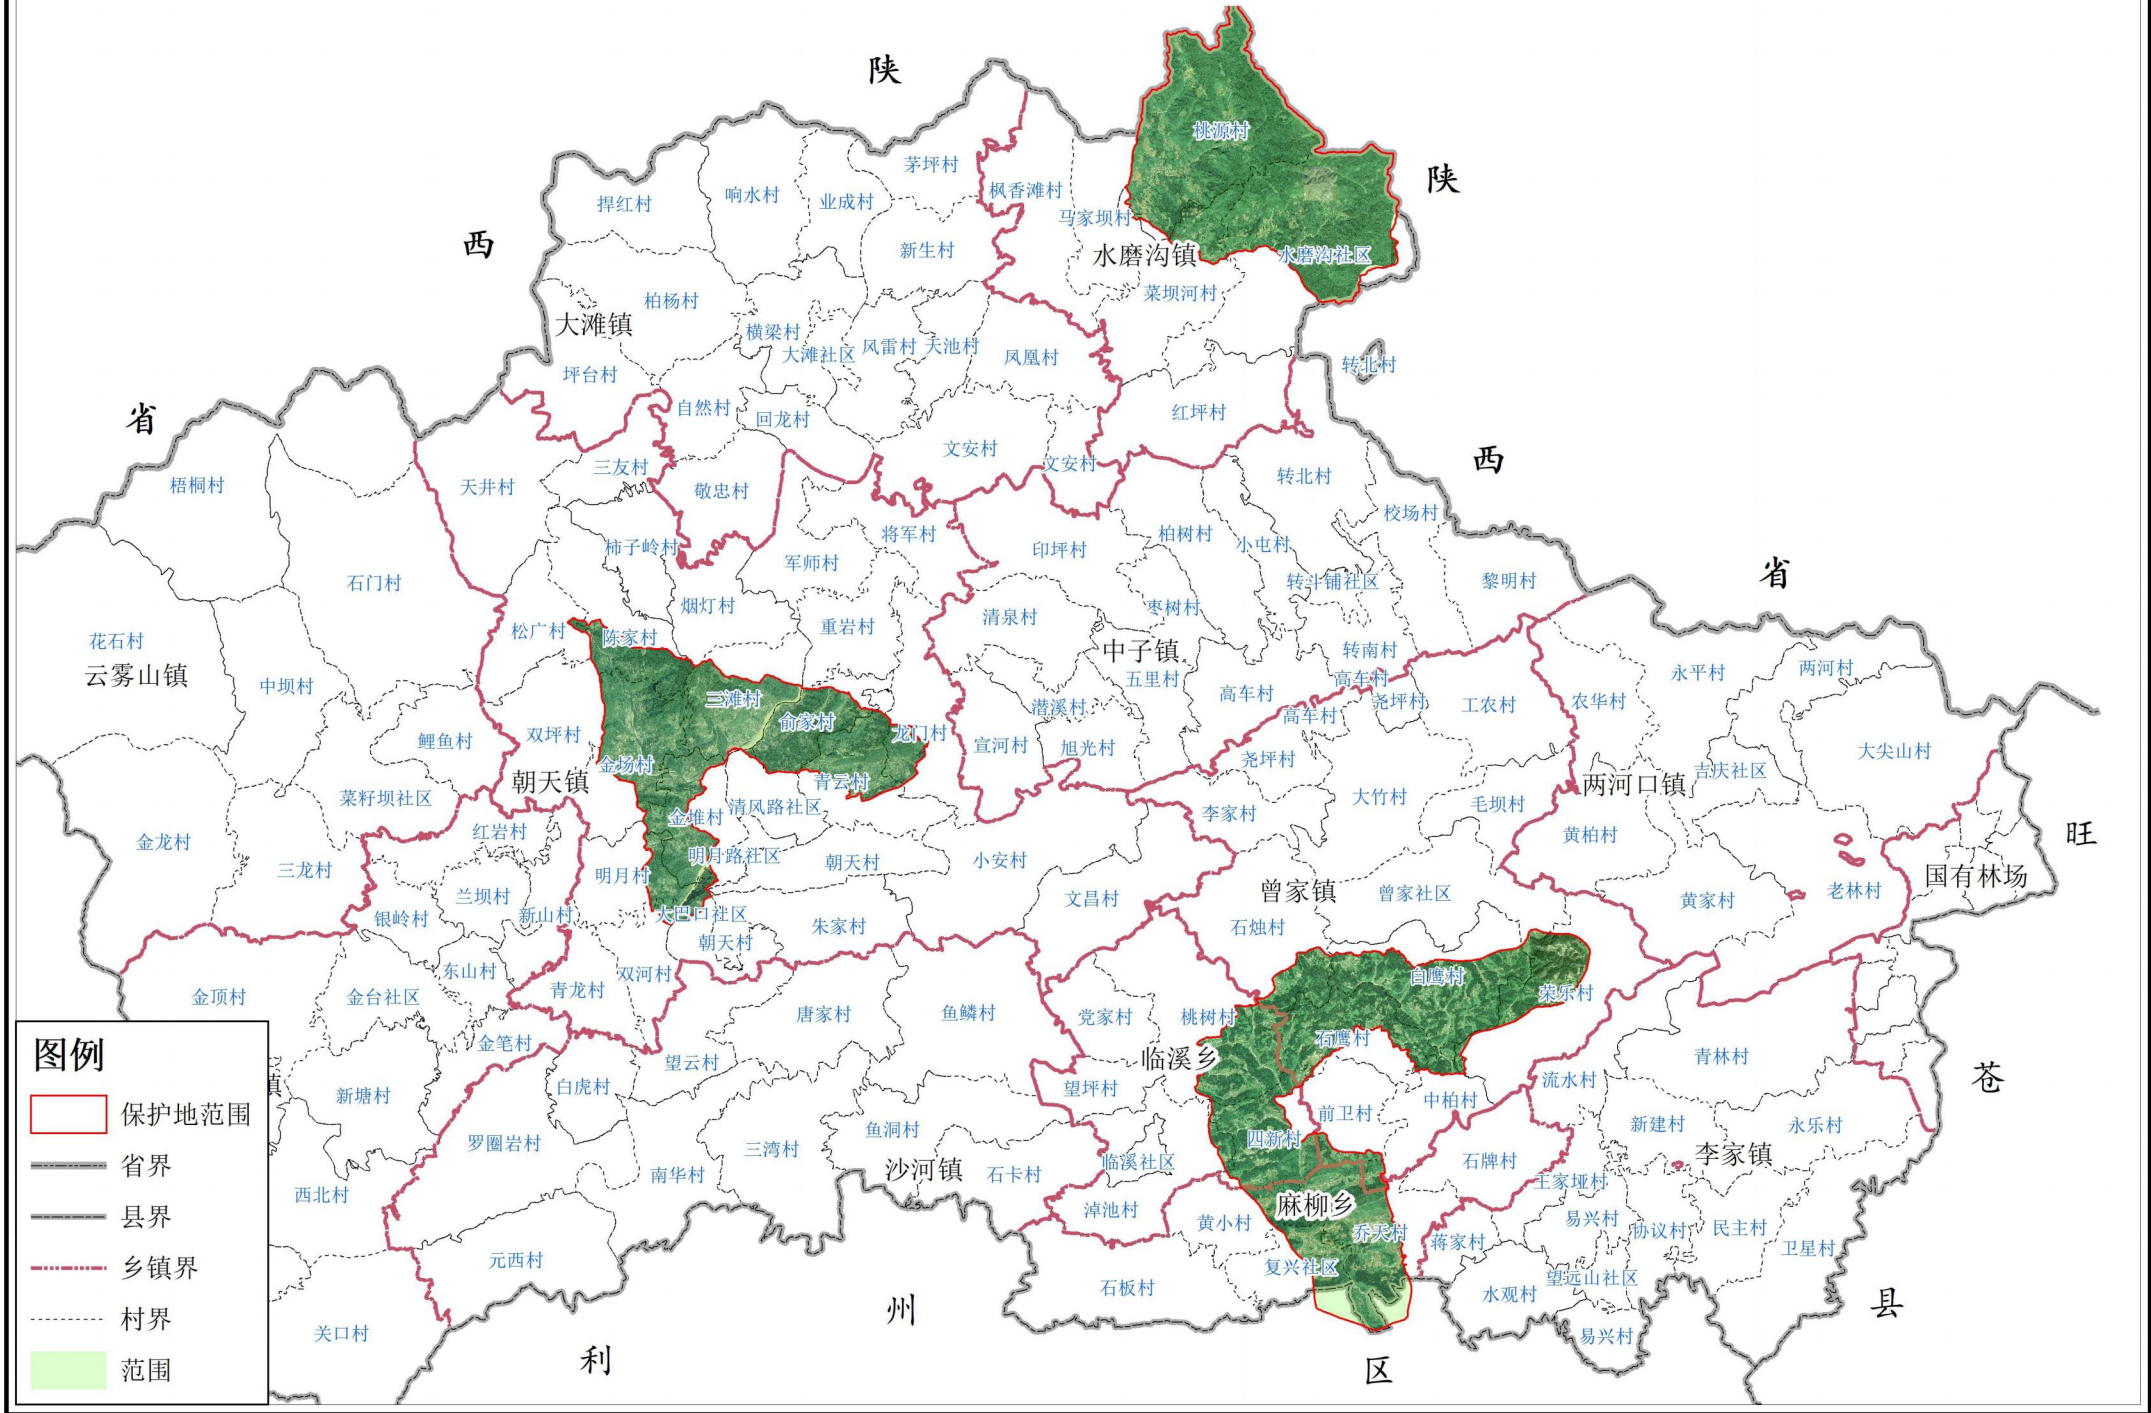 陕
桃源村
茅坪村
陕
枫香滩村
响水村
业成村
捍红村
马家坝村
西
新生村
水磨沟镇
水磨沟社区
菜坝河村
柏杨村
大滩镇
横梁村
大滩社区
风雷村
天池村
凤凰村
转北村
坪台村
自然村
红坪村
省
回龙村
文安村
文安村
西
三友村
转北村
梧桐村
天井村
敬忠村
校场村
将军村
柏树村
柿子岭村
印坪村
小屯村
军师村
省
石门村
转斗铺社区
黎明村
烟灯村
枣树村
清泉村
松广村
陈家村
重岩村
花石村
中子镇
转南村
云雾山镇
五里村
高车村
永平村
两河村
中坝村
高车村
高车村
尧坪村
三滩村
潜溪村
工农村
农华村
俞家村
龙门村
双坪村
鲤鱼村
宣河村
旭光村
大尖山村
金场村
尧坪村
吉庆社区
朝天镇
青云村
两河口镇
菜籽坝社区
大竹村
毛坝村
清风路社区
金堆村
李家村
红岩村
黄柏村
旺
金龙村
明月路社区
朝天村
小安村
三龙村
明月村
国有林场
兰坝村
文昌村
曾家镇
曾家社区
老林村
黄家村
银岭村
新山村
大巴口社区
朱家村
石烛村
朝天村
东山村
双河村
白鹰村
青龙村
荣乐村
金顶村
金台社区
唐家村
鱼鳞村
党家村
桃树村
石鹰村
金笔村
临溪乡
青林村
望云村
苍
图例
镇
白虎村
望坪村
流水村
新塘村
中柏村
保护地范围
前卫村
新建村
永乐村
鱼洞村
四新村
罗圈岩村
三湾村
李家镇
省界
沙河镇
石卡村
临溪社区
石牌村
南华村
王家垭村
西北村
麻柳乡
县界
淖池村
黄小村
易兴村
协议村
民主村
乔天村
蒋家村
卫星村
元西村
乡镇界
复兴社区
望远山社区
石板村
水观村
州
县
村界
关口村
易兴村
利
区
范围